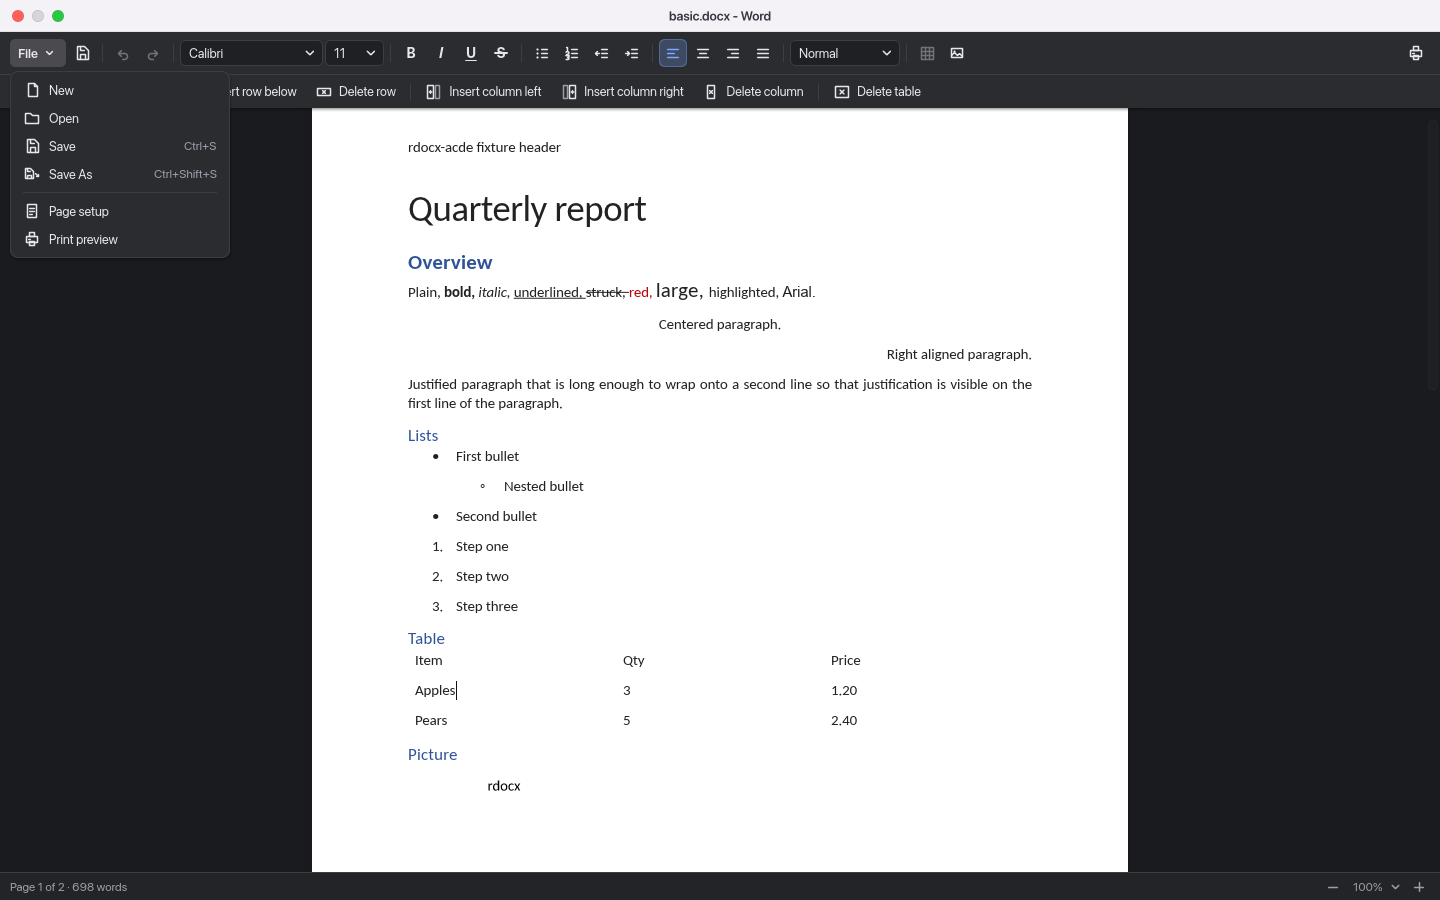 basic.docx - Word
File
Calibri
11
B I U S
Normal
New
Open
Save Ctrl+S
Save As Ctrl+Shift+S
Page setup
Print preview
ert row below Delete row Insert column left Insert column right Delete column Delete table
rdocx-acde fixture header
Quarterly report
Overview
Plain, bold, italic, underlined, struck, red, large, highlighted, Arial.
Centered paragraph.
Right aligned paragraph.
Justified paragraph that is long enough to wrap onto a second line so that justification is visible on the
first line of the paragraph.
Lists
• First bullet
◦ Nested bullet
• Second bullet
1. Step one
2. Step two
3. Step three
Table
Item Qty Price
Apples 3 1.20
Pears 5 2.40
Picture
rdocx
Page 1 of 2 · 698 words
100%